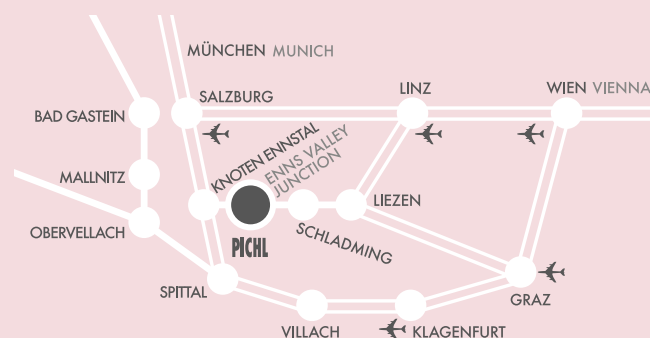 MÜNCHEN MUNICH
SALZBURG
LINZ
WIEN VIENNA
BAD GASTEIN
KNOTEN ENNSTAL
ENNS VALLEY
JUNCTION
MALLNITZ
LIEZEN
OBERVELLACH
PICHL
SCHLADMING
SPITTAL
GRAZ
VILLACH
KLAGENFURT